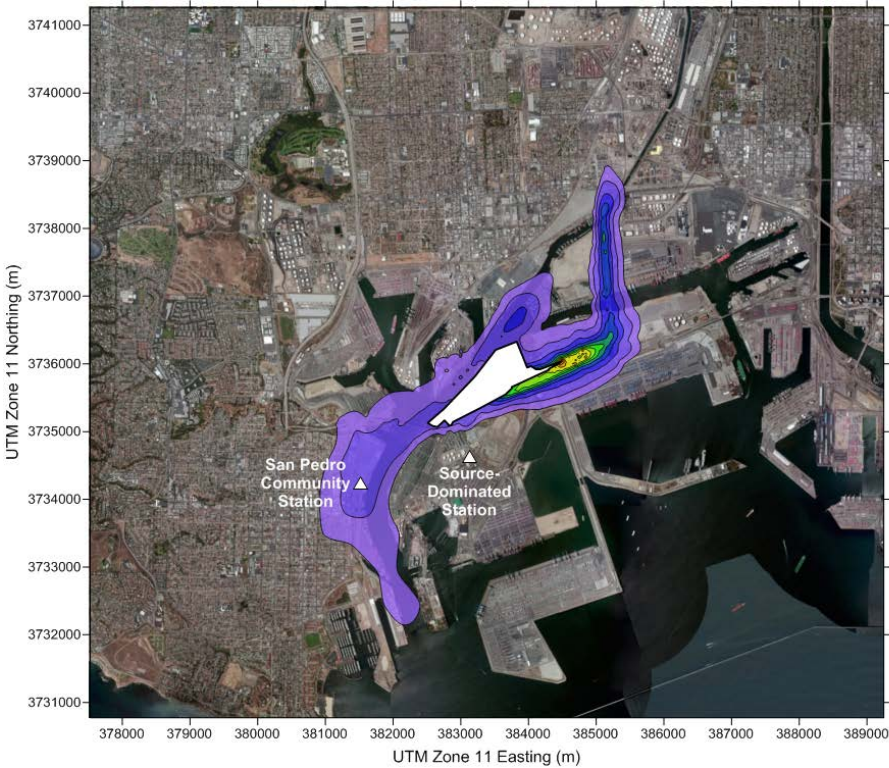 3741000
3740000
3739000
3738000
3737000
3736000
3735000
3734000
3733000
3732000
3731000
UTM Zone 11 Northing (m)
San Pedro
Community
Station
Source-
Dominated
Station
378000 379000 380000 381000 382000 383000 384000 385000 386000 387000 388000 389000
UTM Zone 11 Easting (m)